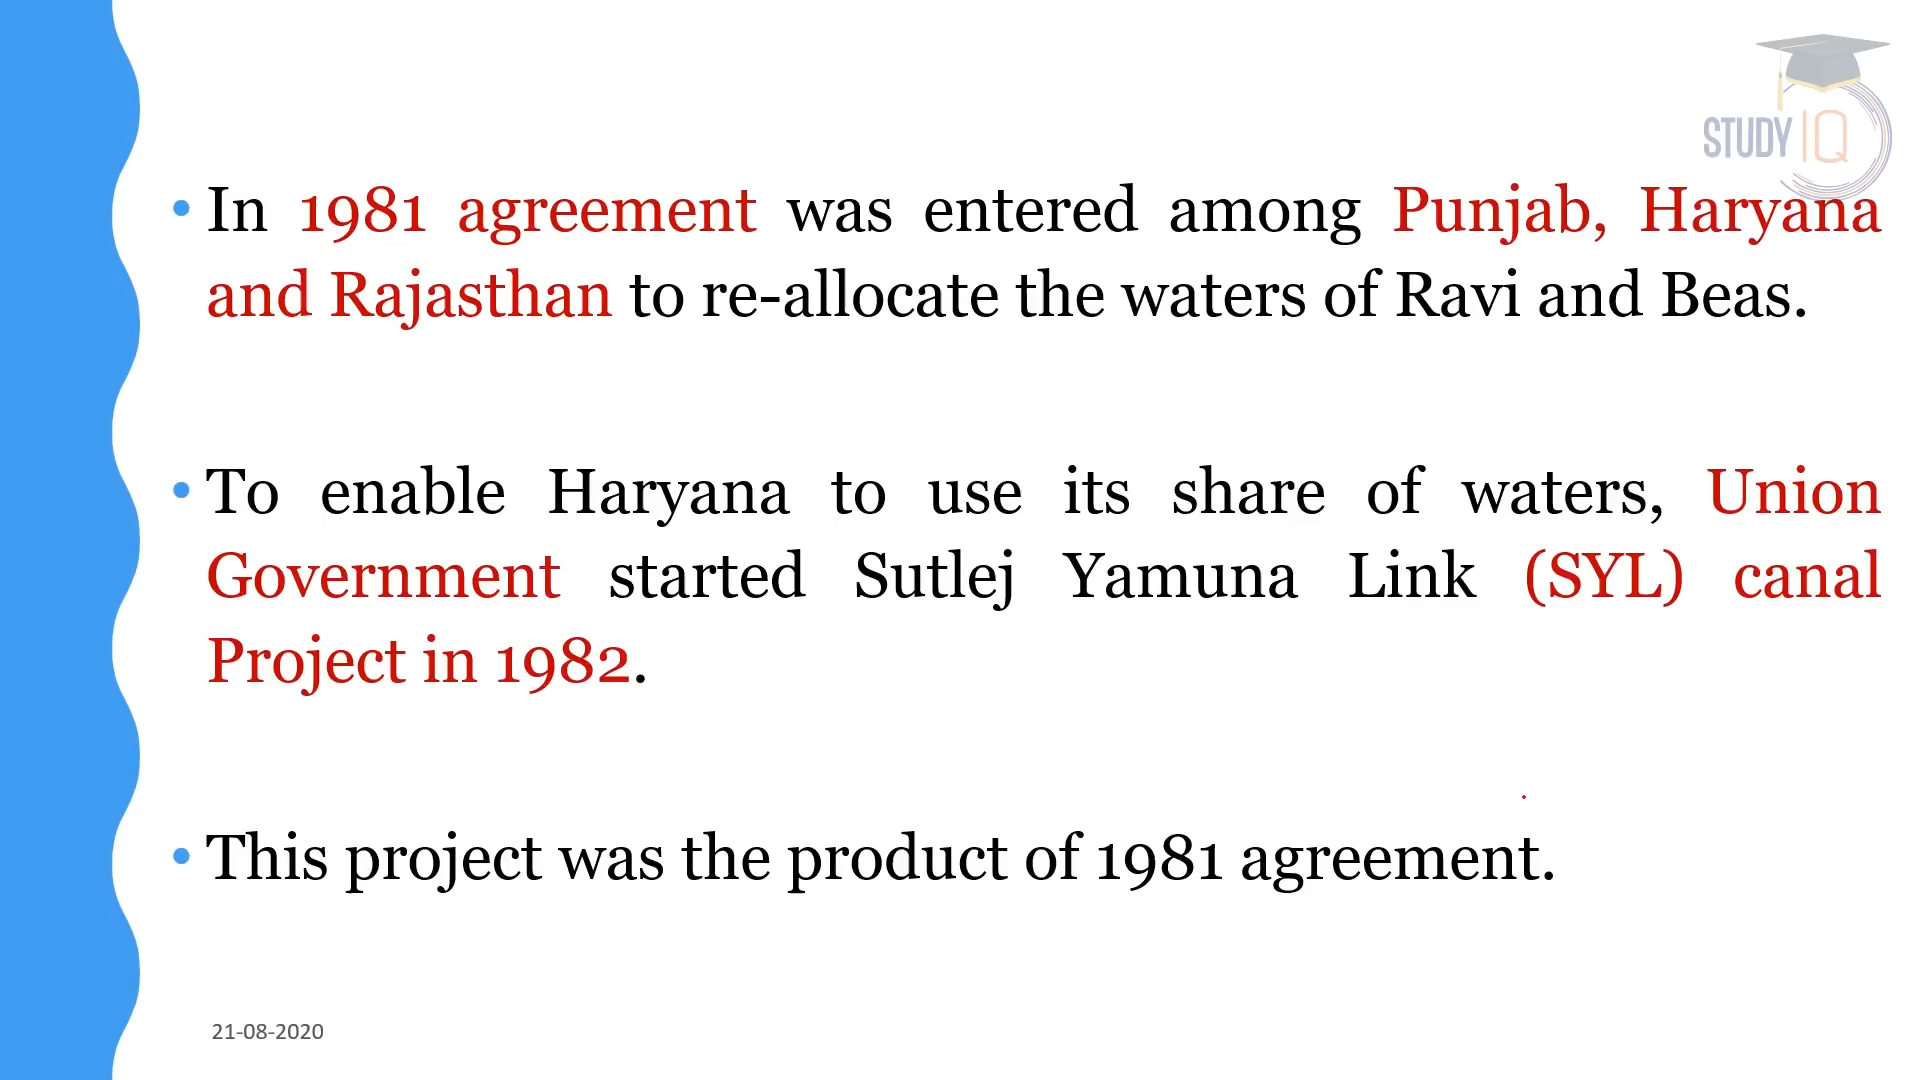 STUDY IQ
• In 1981 agreement was entered among Punjab, Haryana
and Rajasthan to re-allocate the waters of Ravi and Beas.
• To enable Haryana to use its share of waters, Union
Government started Sutlej Yamuna Link (SYL) canal
Project in 1982.
• This project was the product of 1981 agreement.
21-08-2020